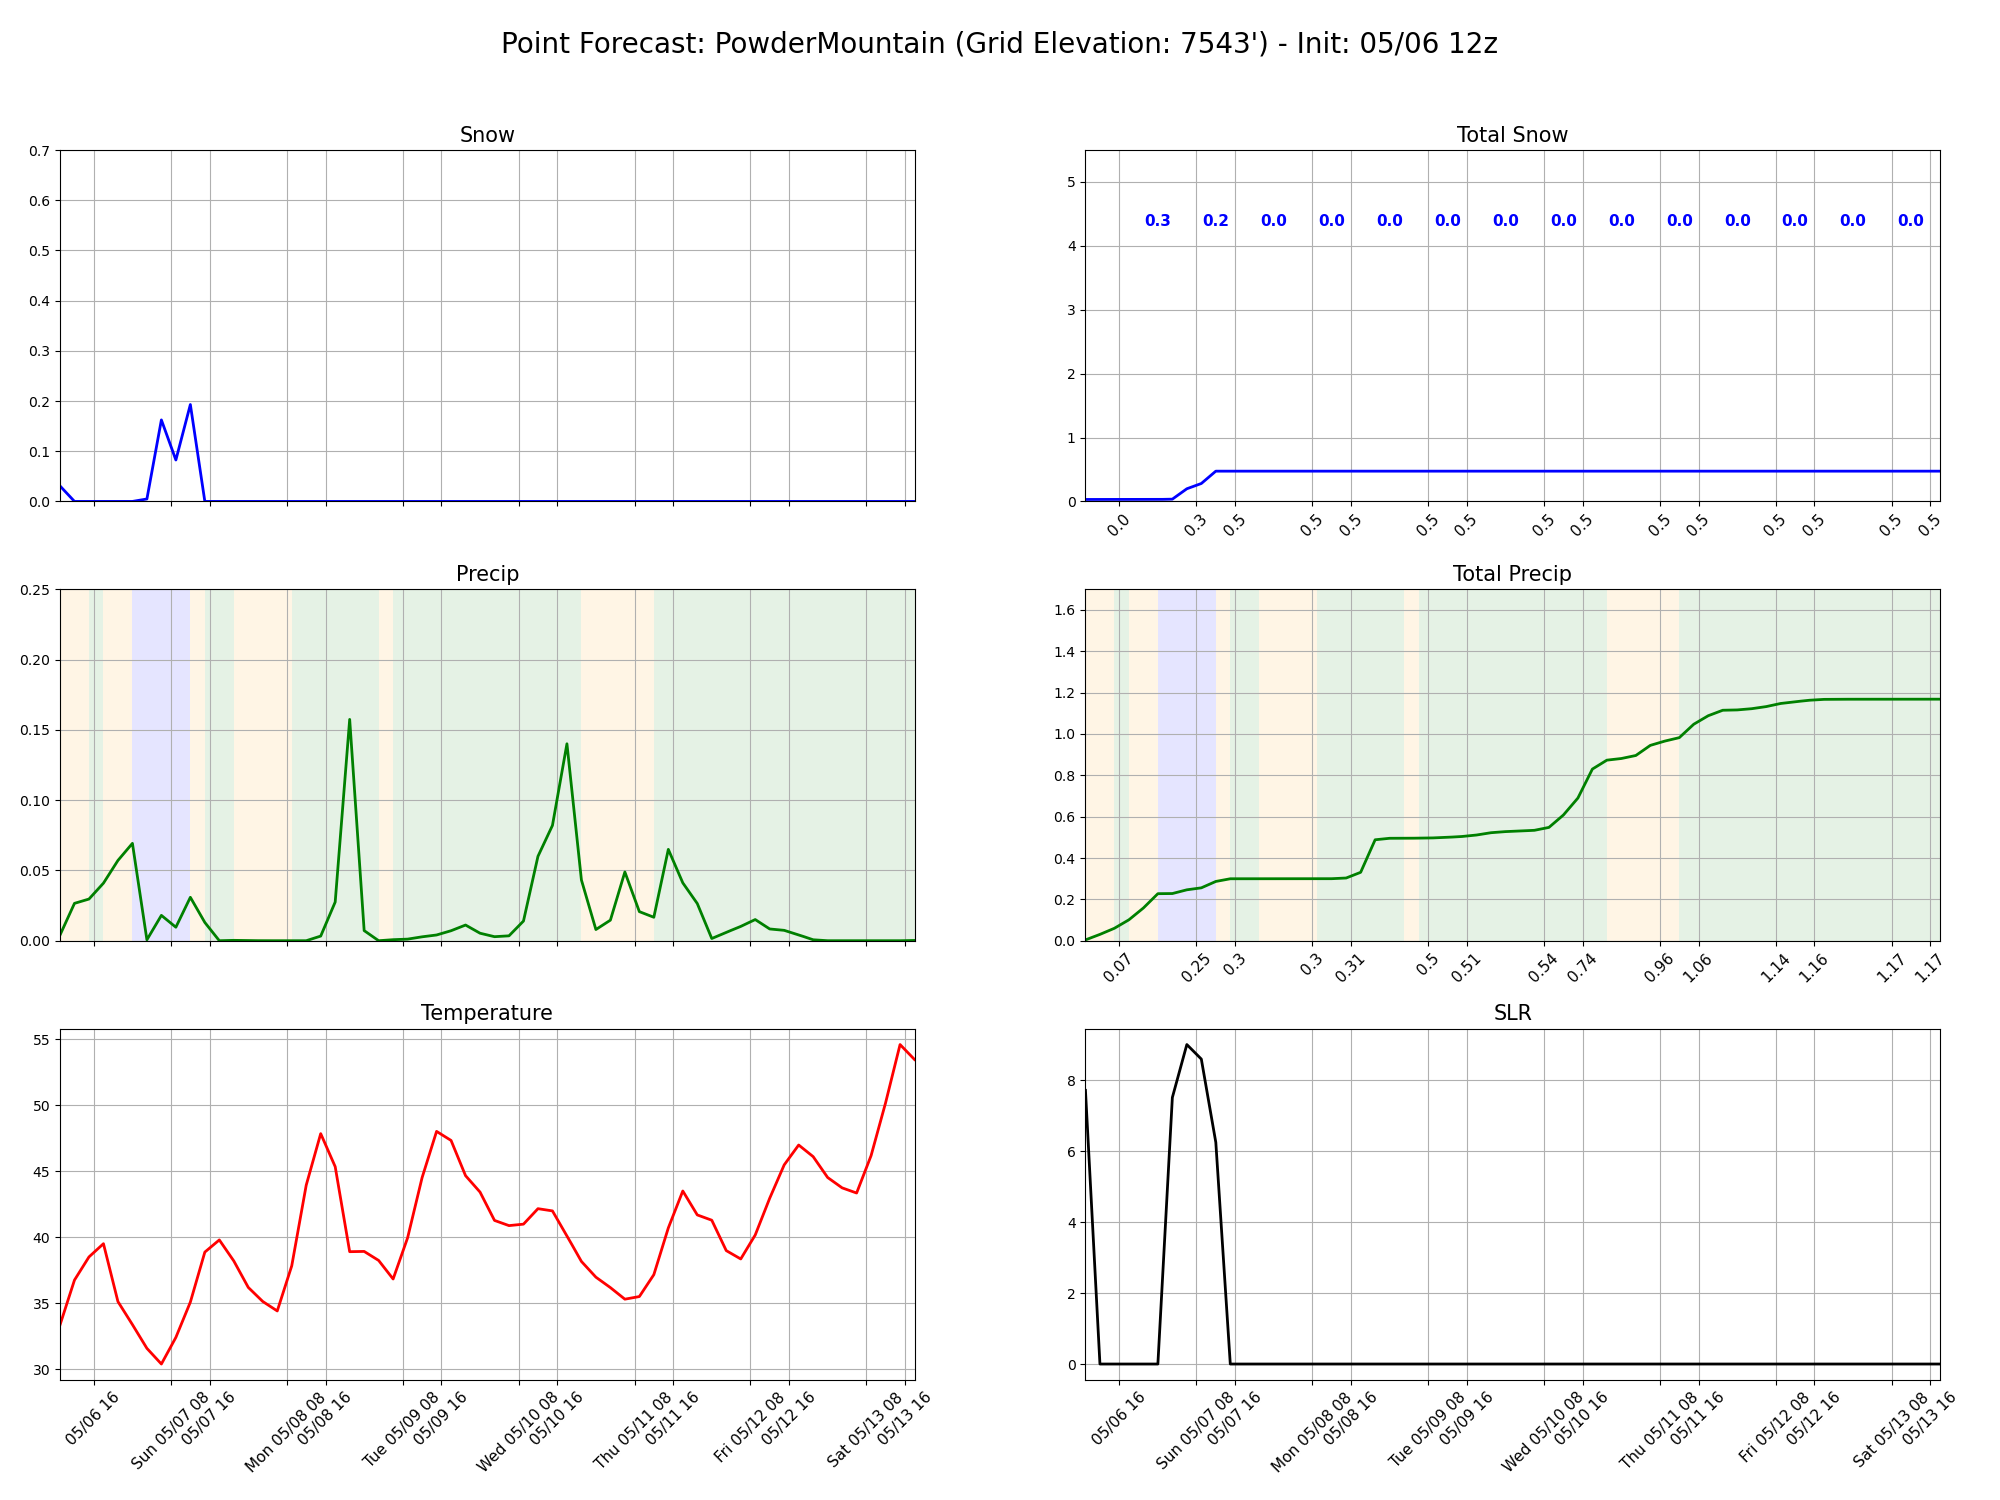 Point Forecast: PowderMountain (Grid Elevation: 7543') - Init: 05/06 12z
Snow
0.7
0.6
0.5
0.4
0.3
0.2
0.1
0.0
Total Snow
5
4
3
2
1
0
0.3 0.2 0.0 0.0 0.0 0.0 0.0 0.0 0.0 0.0 0.0 0.0 0.0 0.0
0.0 0.3 0.5 0.5 0.5 0.5 0.5 0.5 0.5 0.5 0.5 0.5 0.5 0.5 0.5
Precip
0.25
0.20
0.15
0.10
0.05
0.00
Total Precip
1.6
1.4
1.2
1.0
0.8
0.6
0.4
0.2
0.0
0.07 0.25 0.3 0.3 0.31 0.5 0.51 0.54 0.74 0.96 1.06 1.14 1.16 1.17 1.17
Temperature
55
50
45
40
35
30
05/06 16
Sun 05/07 08
05/07 16
Mon 05/08 08
05/08 16
Tue 05/09 08
05/09 16
Wed 05/10 08
05/10 16
Thu 05/11 08
05/11 16
Fri 05/12 08
05/12 16
Sat 05/13 08
05/13 16
SLR
8
6
4
2
0
05/06 16
Sun 05/07 08
05/07 16
Mon 05/08 08
05/08 16
Tue 05/09 08
05/09 16
Wed 05/10 08
05/10 16
Thu 05/11 08
05/11 16
Fri 05/12 08
05/12 16
Sat 05/13 08
05/13 16